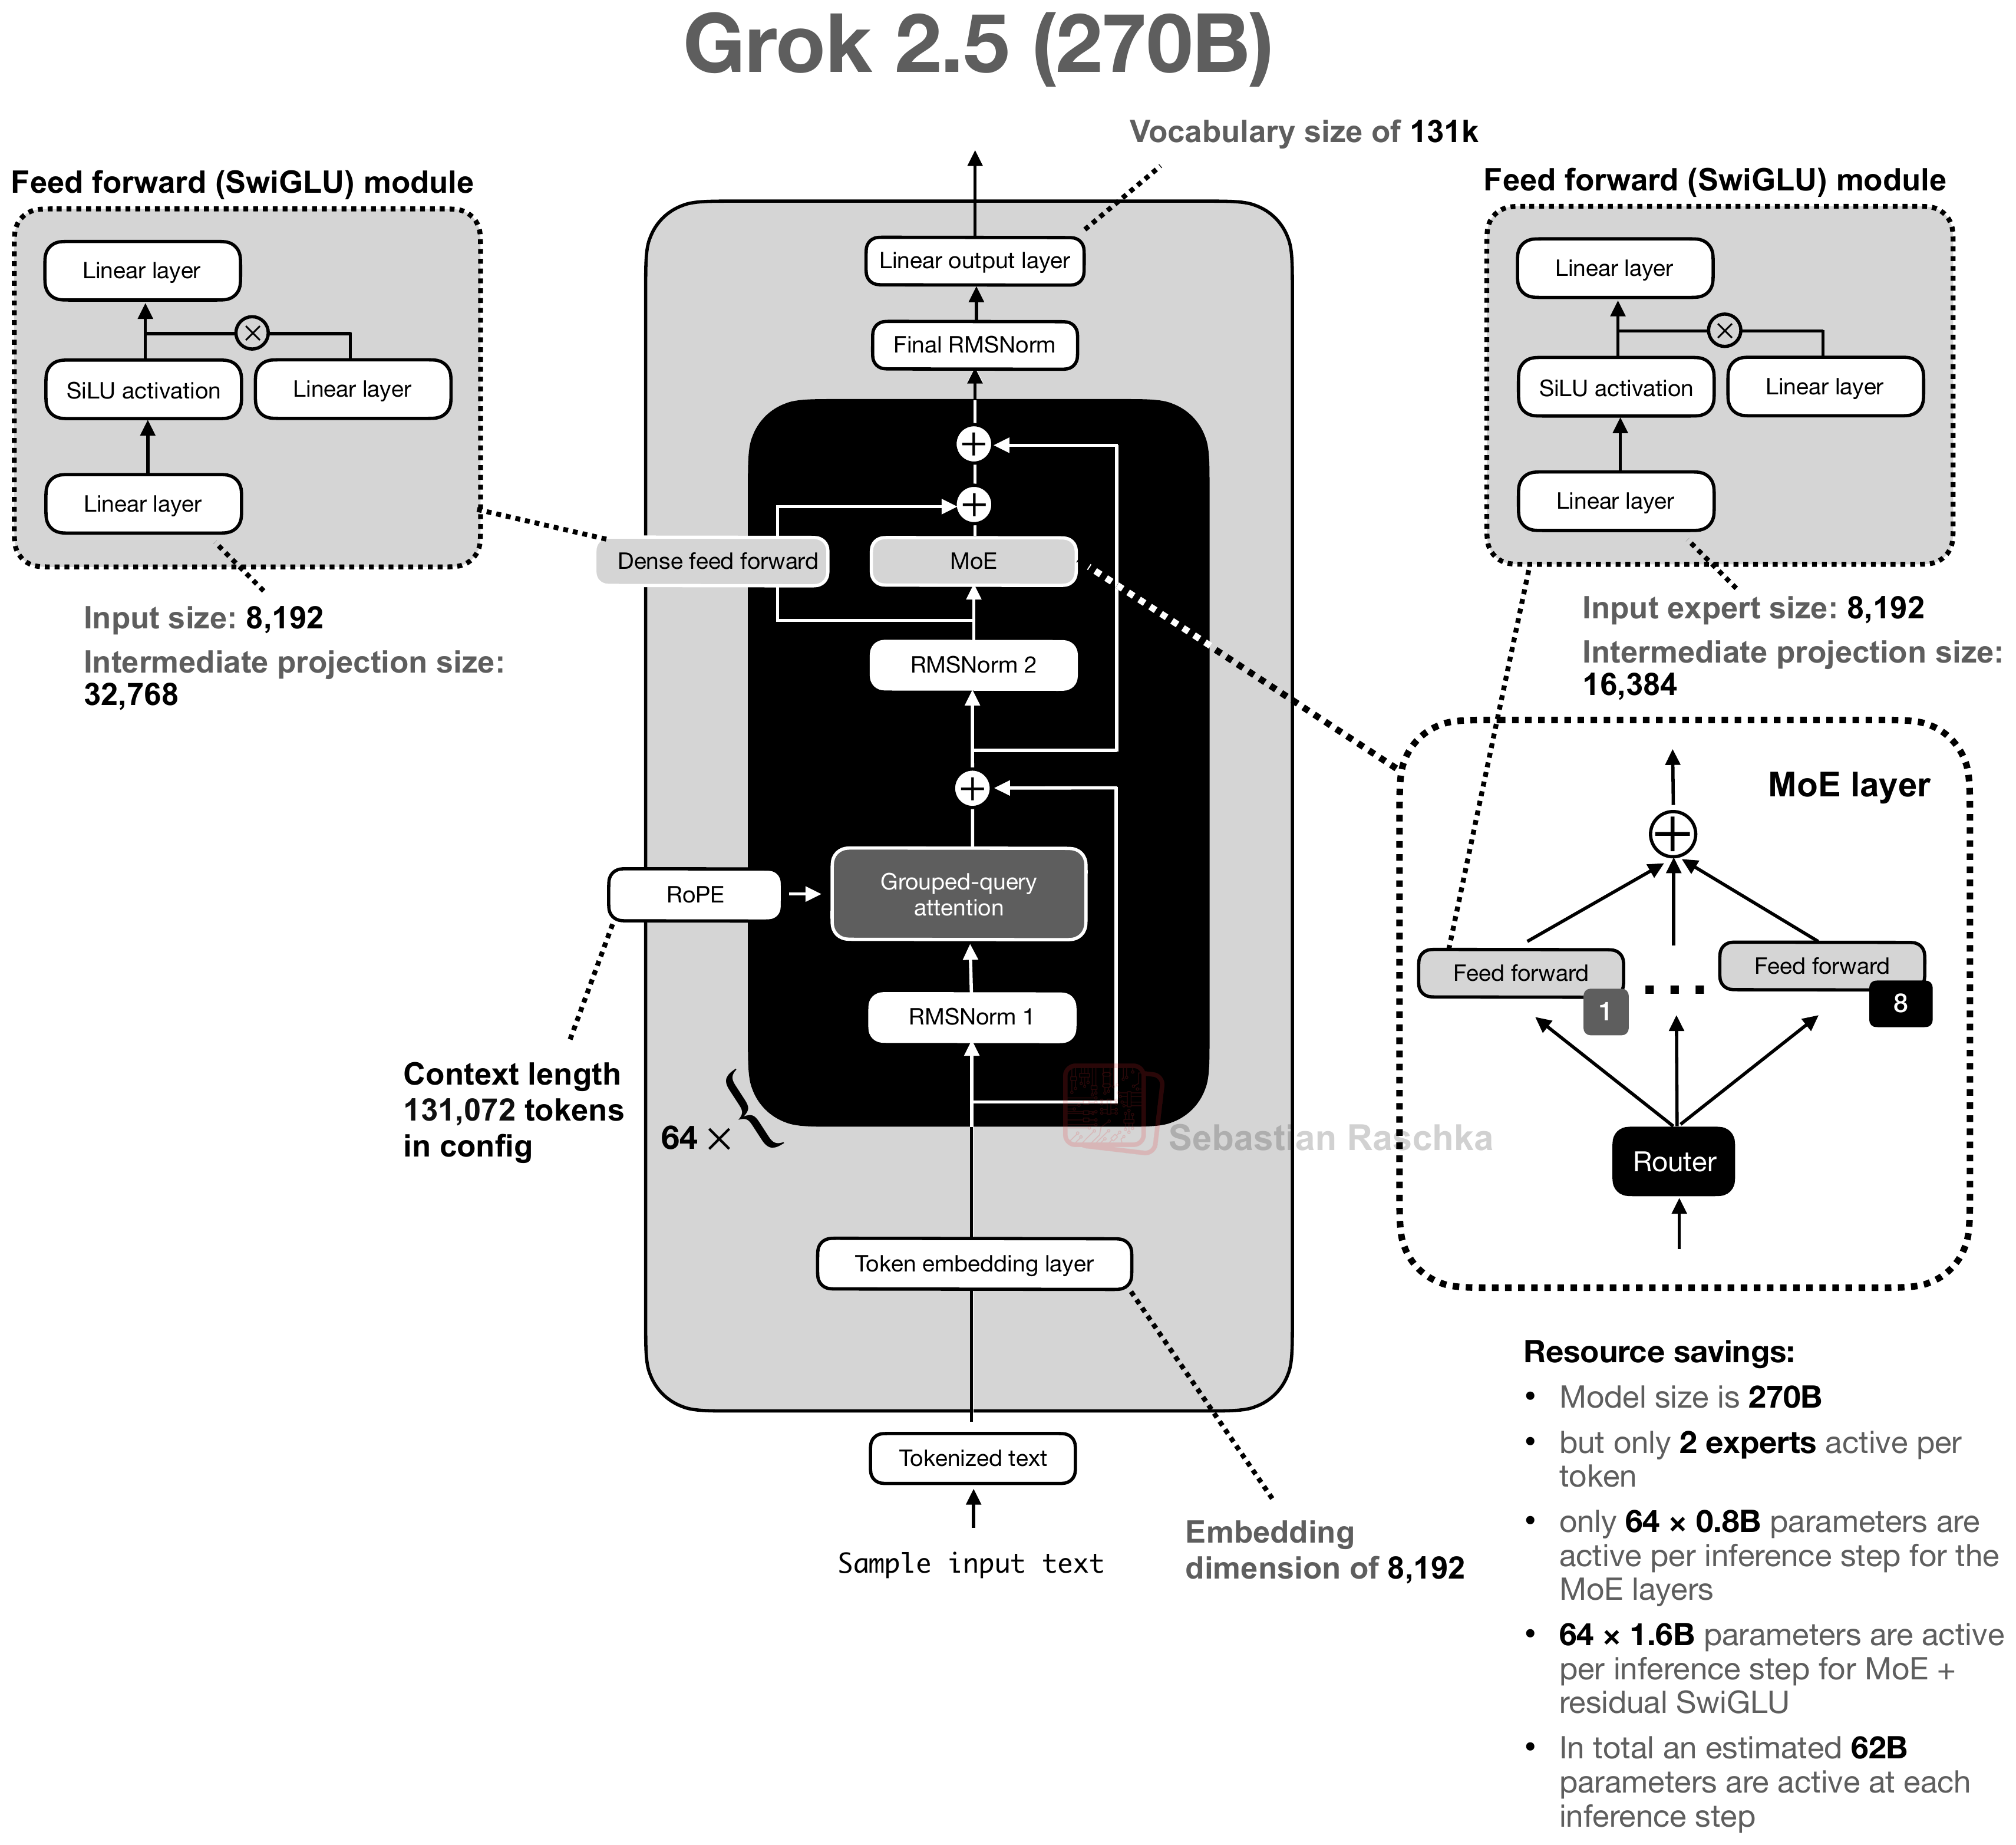 Grok 2.5 (270B)
Vocabulary size of 131k
Feed forward (SwiGLU) module
Linear layer
SiLU activation
Linear layer
Linear layer
Input size: 8,192
Intermediate projection size:
32,768
Linear output layer
Final RMSNorm
Dense feed forward
MoE
RMSNorm 2
RoPE
Grouped-query
attention
RMSNorm 1
Context length
131,072 tokens
in config
64 ×
Sebastian Raschka
Token embedding layer
Tokenized text
Sample input text
Embedding
dimension of 8,192
Feed forward (SwiGLU) module
Linear layer
SiLU activation
Linear layer
Linear layer
Input expert size: 8,192
Intermediate projection size:
16,384
MoE layer
Feed forward
1
...
Feed forward
8
Router
Resource savings:
• Model size is 270B
• but only 2 experts active per
token
• only 64 × 0.8B parameters are
active per inference step for the
MoE layers
• 64 × 1.6B parameters are active
per inference step for MoE +
residual SwiGLU
• In total an estimated 62B
parameters are active at each
inference step